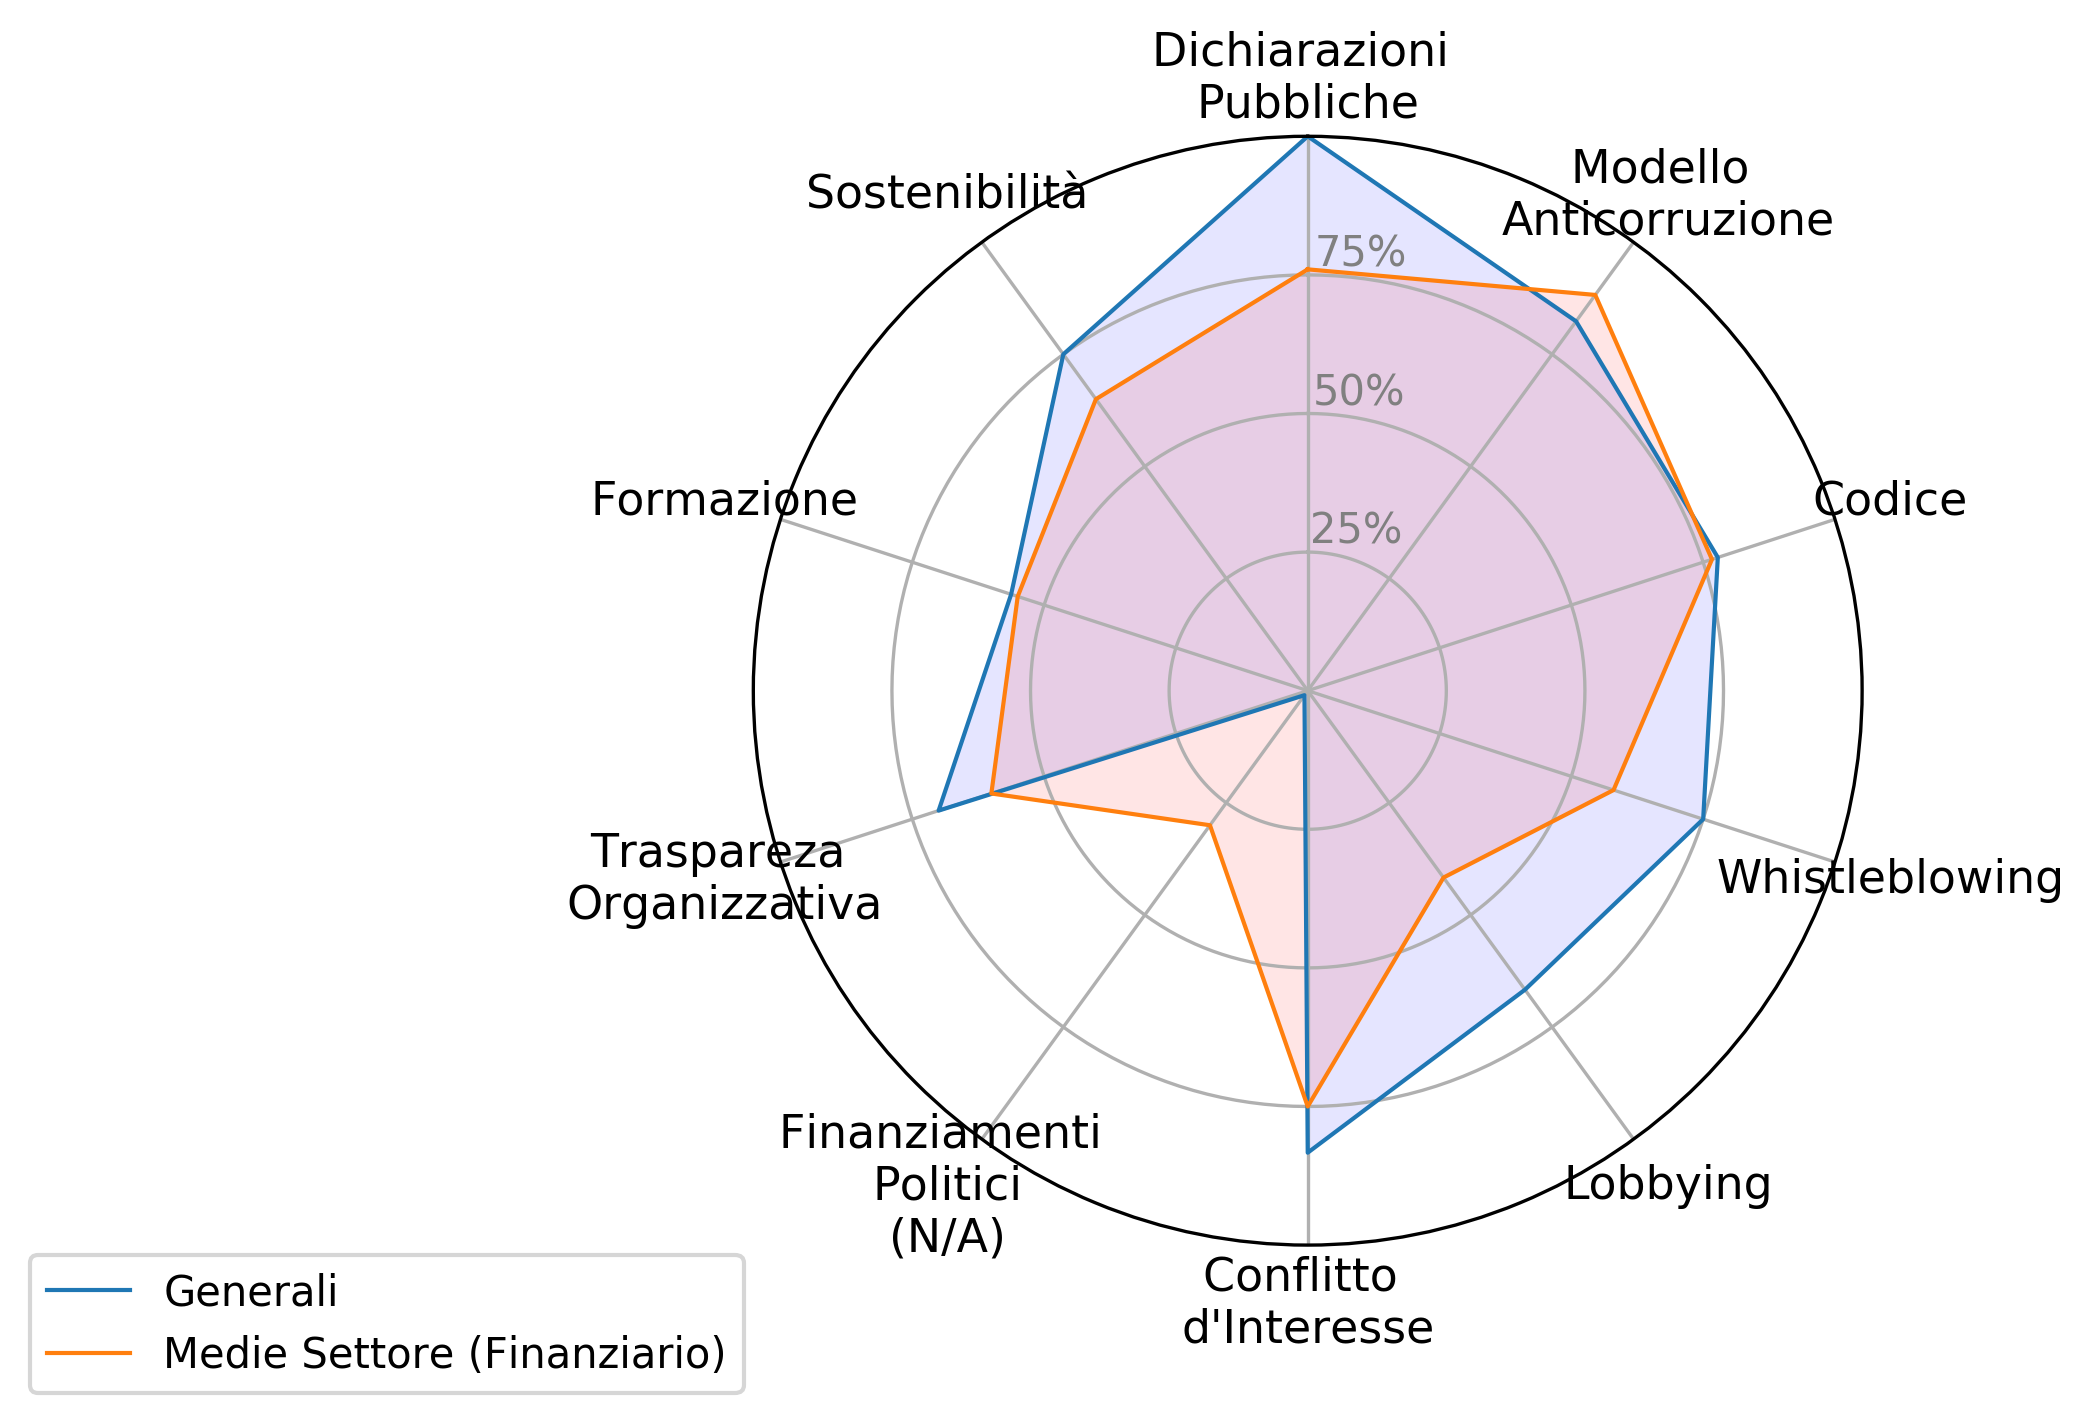 Dichiarazioni
Pubbliche
Modello
Anticorruzione
Sostenibilità
75%
50%
25%
Formazione
Codice
Traspareza
Organizzativa
Whistleblowing
Finanziamenti
Politici
(N/A)
Lobbying
Conflitto
d'Interesse
Generali
Medie Settore (Finanziario)